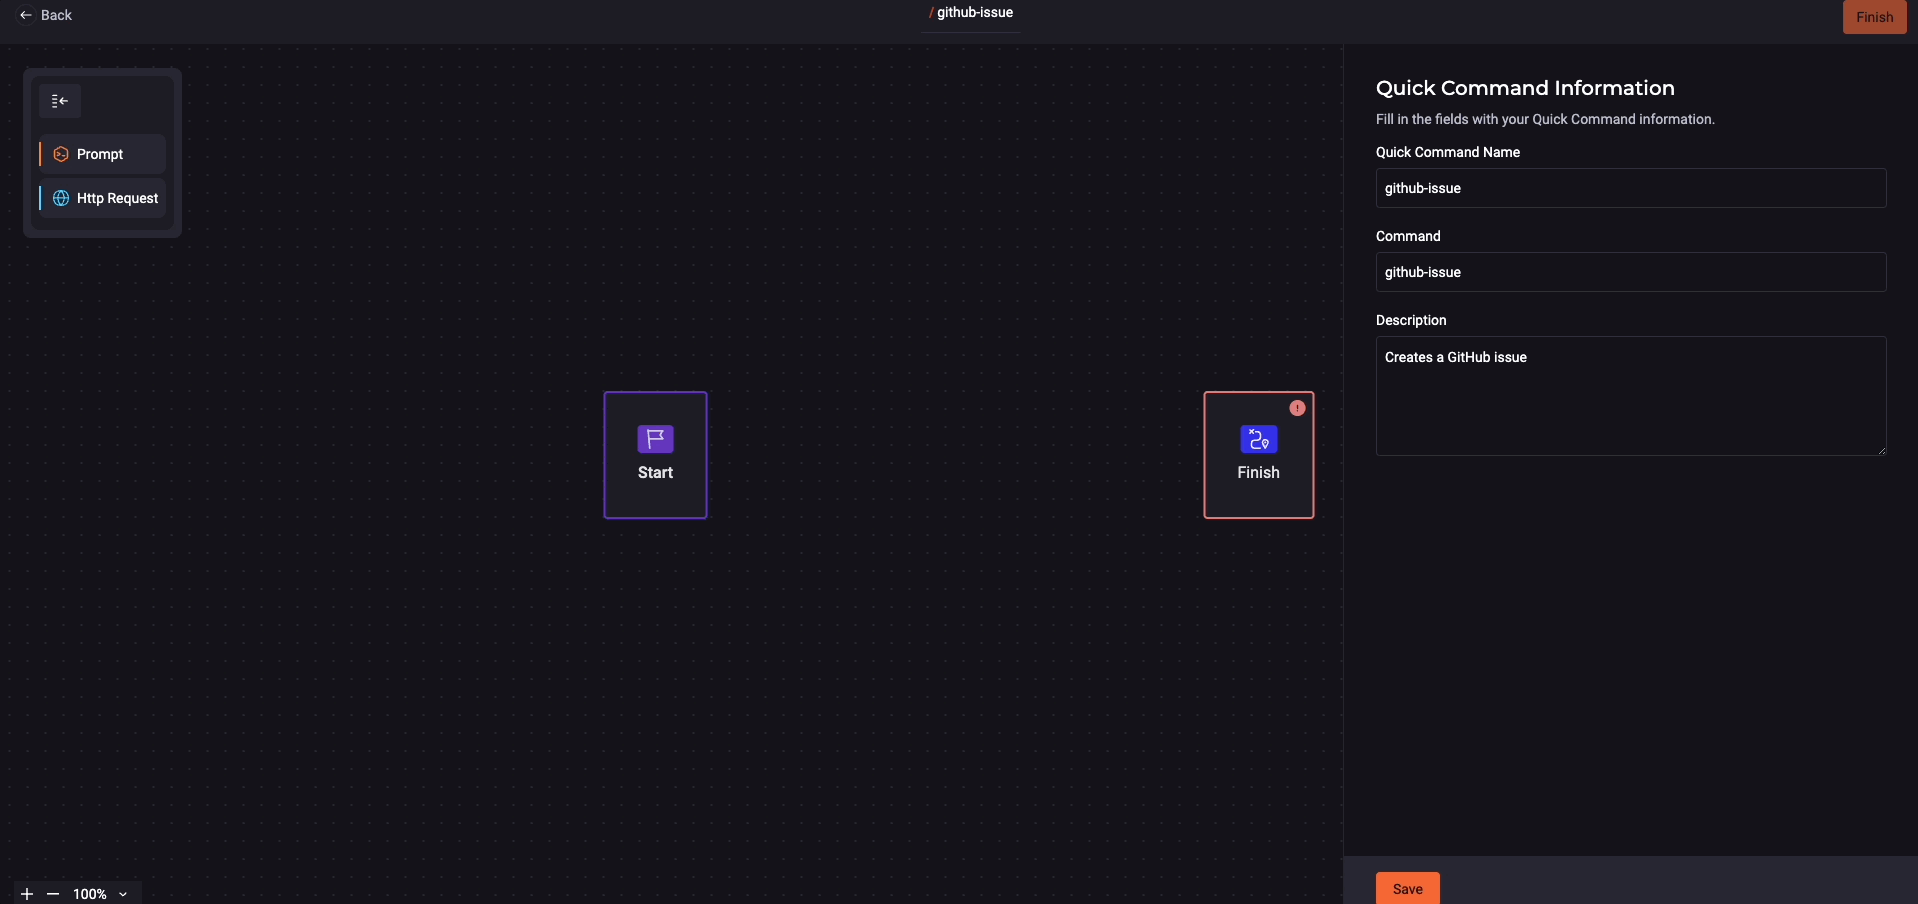 Back
/ github-issue
Finish
Prompt
Http Request
Start
Finish
!
Quick Command Information
Fill in the fields with your Quick Command information.
Quick Command Name
github-issue
Command
github-issue
Description
Creates a GitHub issue
100%
Save